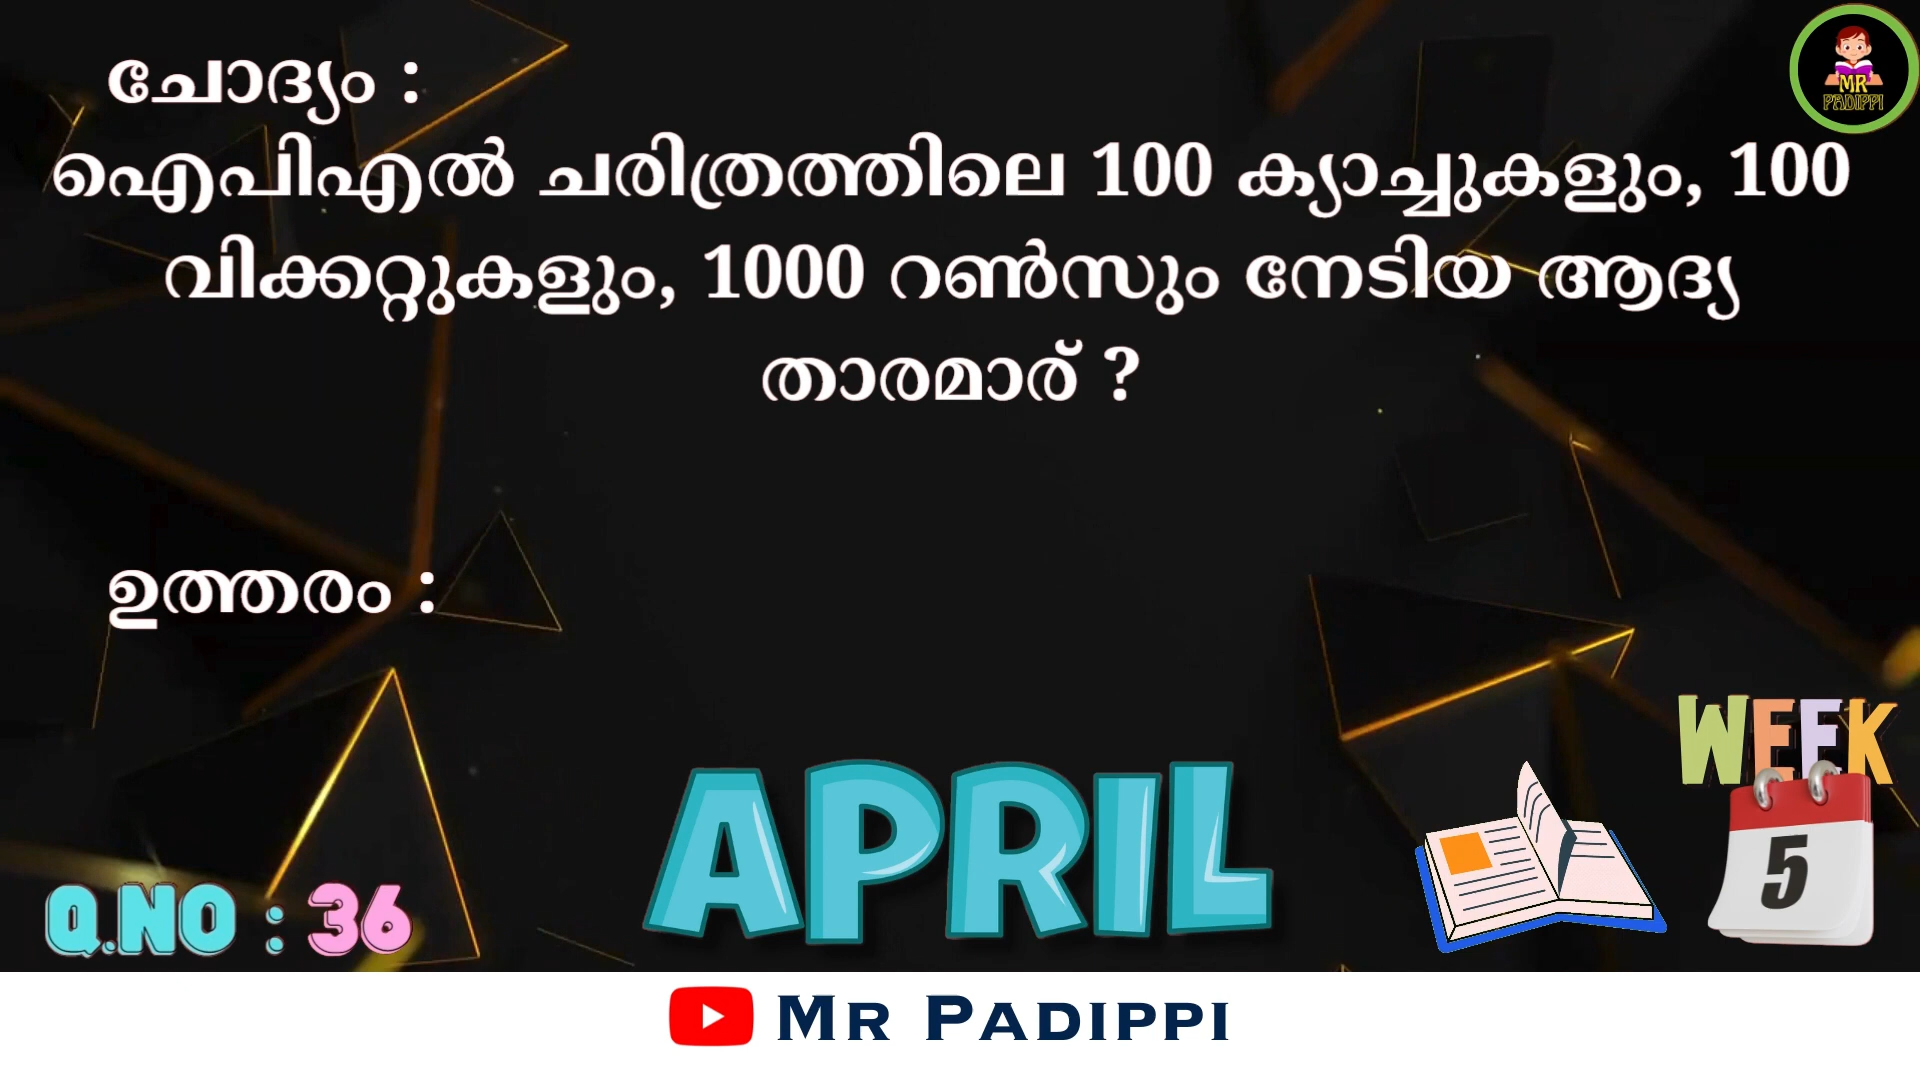 MR
PADIPPI
ചോദ്യം :
ഐപിഎൽ ചരിത്രത്തിലെ 100 ക്യാച്ചുകളും, 100
വിക്കറ്റുകളും, 1000 റൺസും നേടിയ ആദ്യ
താരമാര് ?
ഉത്തരം :
WEEK
5
APRIL
Q.NO : 36
MR PADIPPI